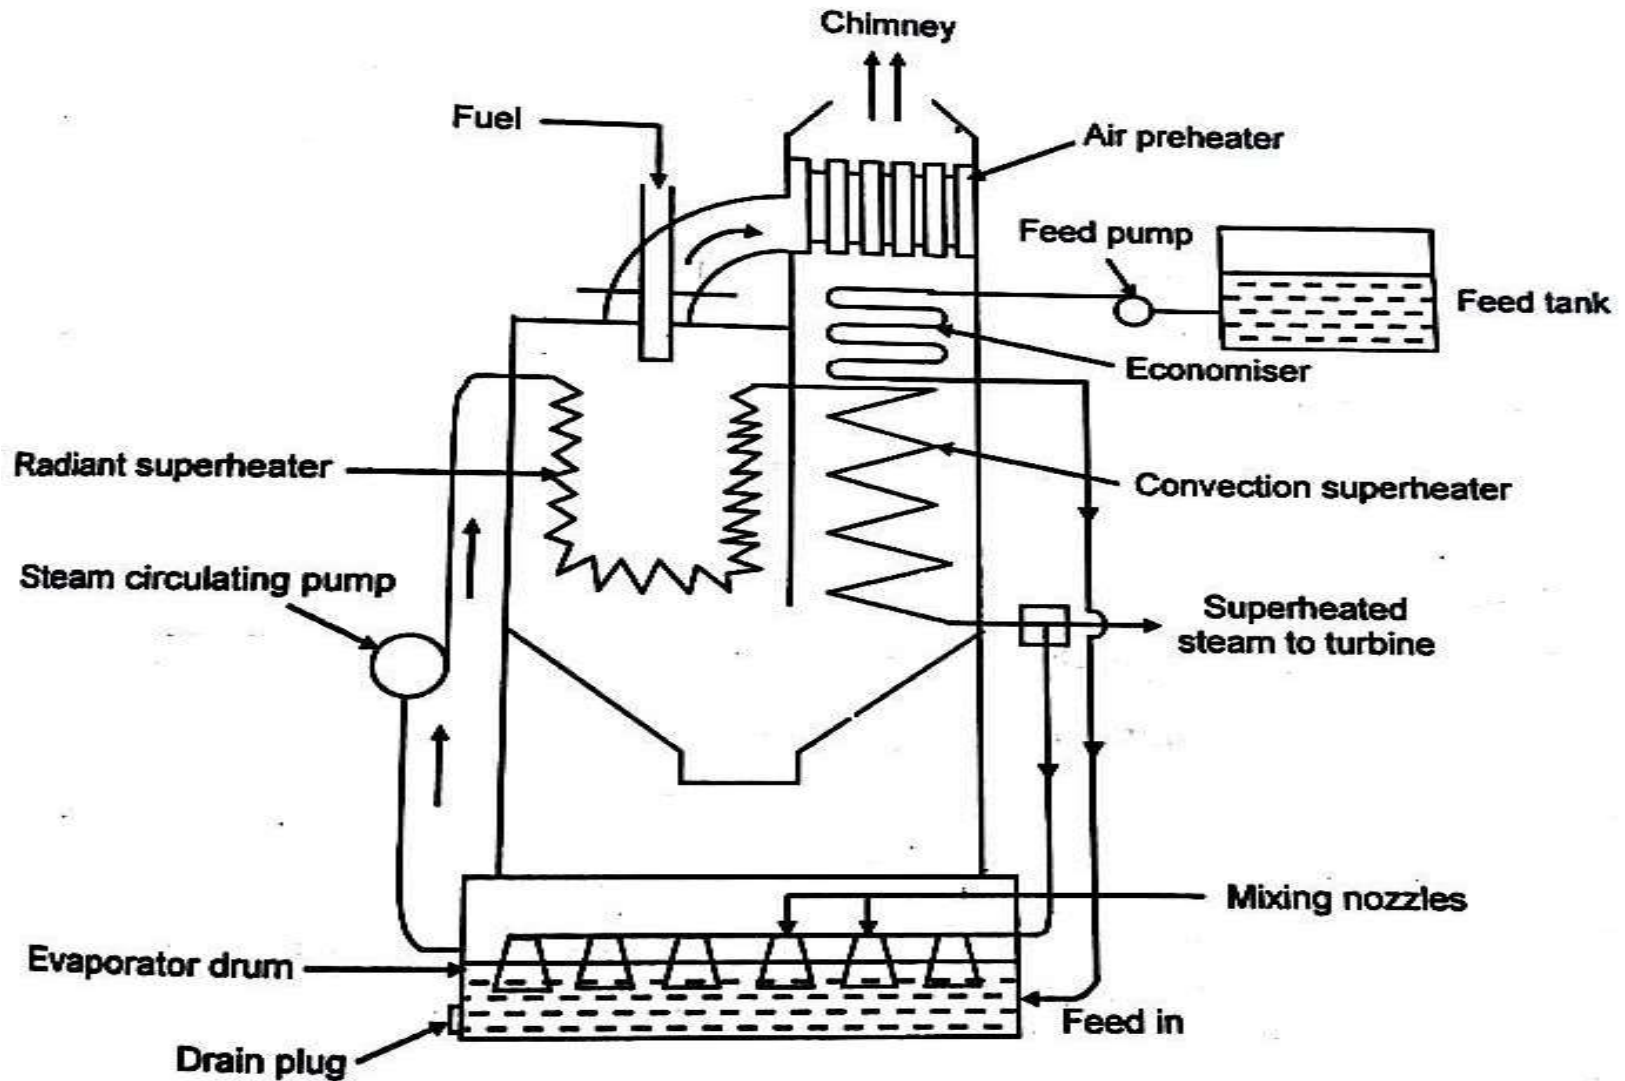 Chimney
Fuel
Air preheater
Feed pump
Feed tank
Economiser
Radiant superheater
Convection superheater
Steam circulating pump
Superheated
steam to turbine
Mixing nozzles
Evaporator drum
Feed in
Drain plug